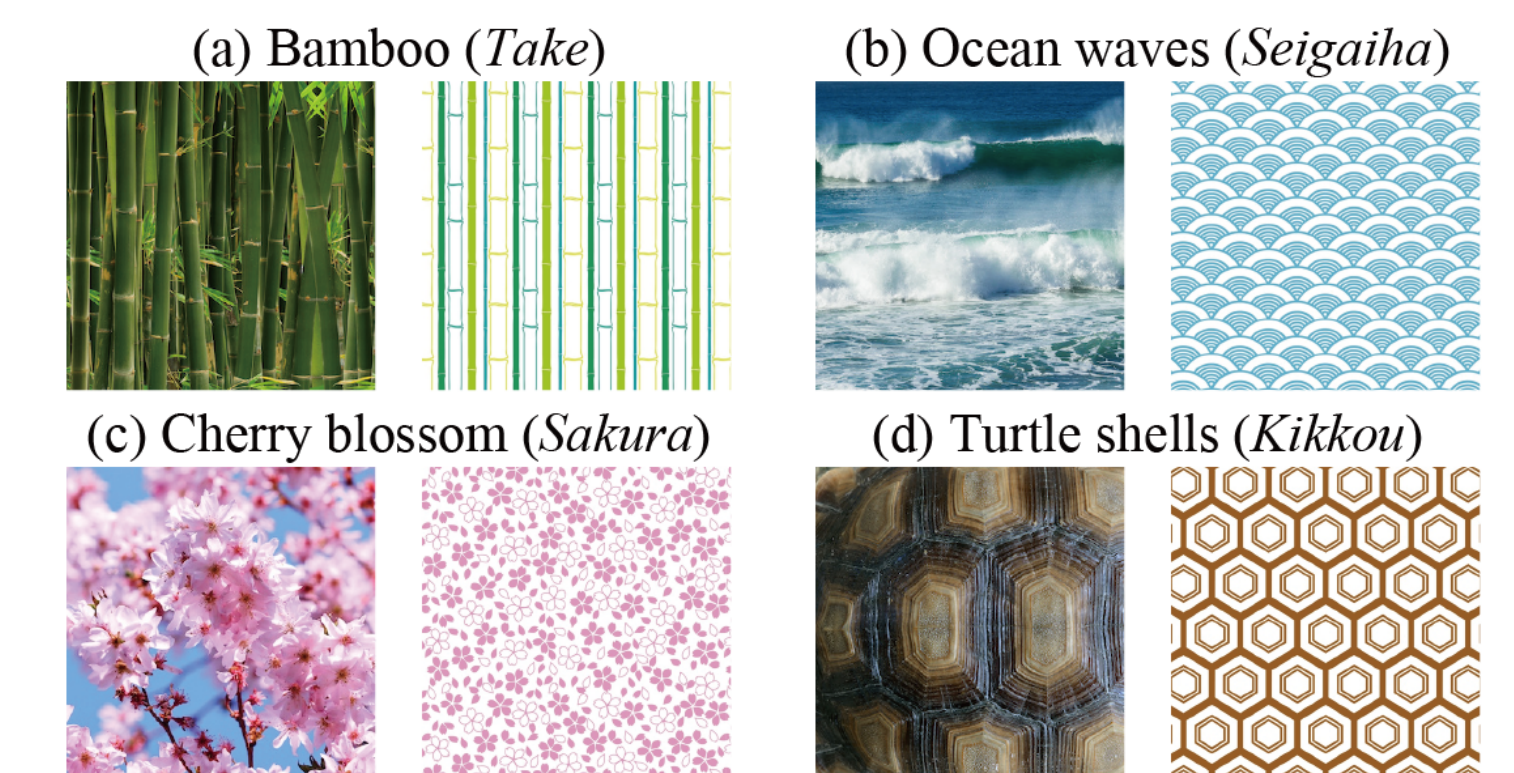 (a) Bamboo (Take)
(b) Ocean waves (Seigaiha)
(c) Cherry blossom (Sakura)
(d) Turtle shells (Kikkou)